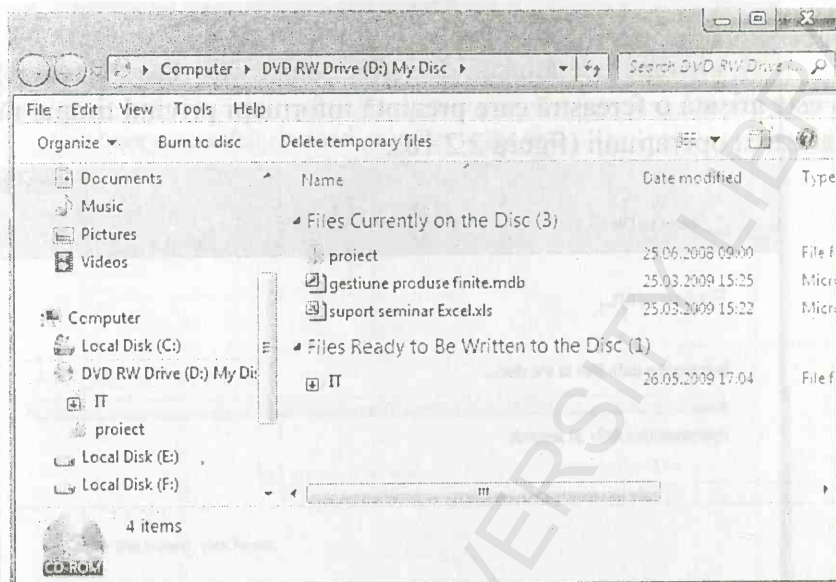 Computer ▸ DVD RW Drive (D:) My Disc ▸
Search DVD RW Drive
File Edit View Tools Help
Organize ▾ Burn to disc Delete temporary files
Documents
Music
Pictures
Videos
Computer
Local Disk (C:)
DVD RW Drive (D:) My Di
IT
proiect
Local Disk (E:)
Local Disk (F:)
Name Date modified Type
Files Currently on the Disc (3)
proiect 25.06.2008 09:00 File f
gestiune produse finite.mdb 25.03.2009 15:25 Micr
suport seminar Excel.xls 25.03.2009 15:22 Micr
Files Ready to Be Written to the Disc (1)
IT 26.05.2009 17:04 File f
4 items
CD-ROM
VERSITY LIBR